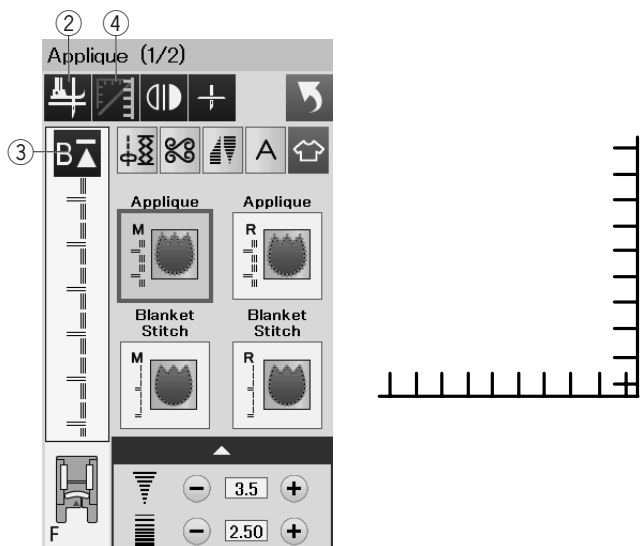 ② ④
Applique (1/2)
③
B
A
Applique Applique
M R
Blanket Blanket
Stitch Stitch
M R
3.5
F
2.50